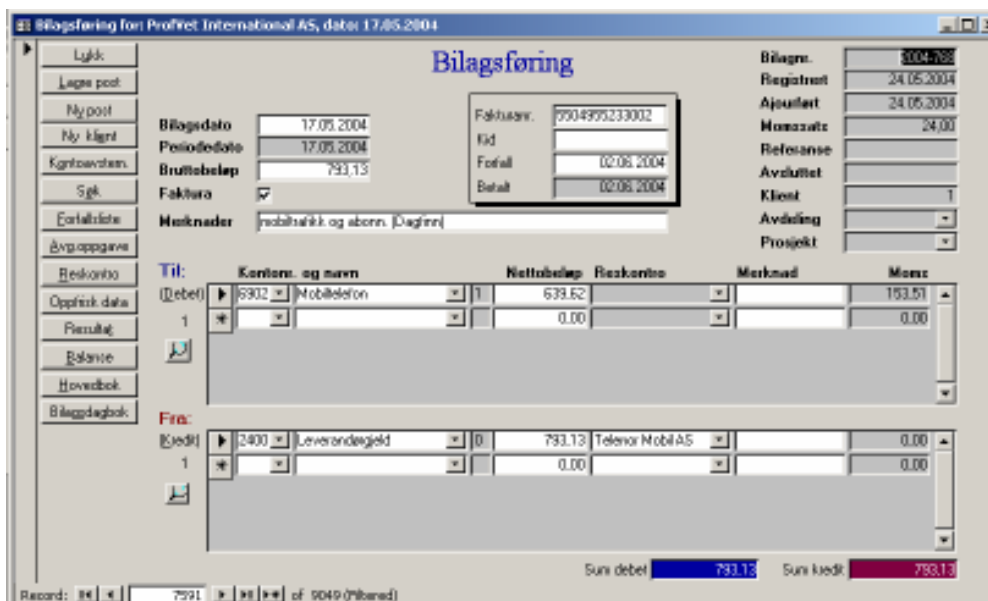 Bilagsføring for: ProfVet International AS, dato: 17.05.2004
Bilagsføring
Lukk
Lagre post
Ny post
Ny klient
Kontoavstem.
Søk
Forfallsliste
Avg.oppgave
Reskontro
Oppfrisk data
Resultat
Balanse
Hovedbok
Bilagsdagbok
Bilagsdato 17.05.2004
Periodedato 17.05.2004
Bruttobeløp 793,13
Faktura
Merknader mobiltrafikk og abonn. (Dagfinn)
Fakturanr. 5504955233002
Kid
Forfall 02.06.2004
Betalt 02.06.2004
Bilagnr. 2004-768
Registrert 24.05.2004
Ajourført 24.05.2004
Momssats 24,00
Referanse
Avsluttet
Klient 1
Avdeling
Prosjekt
Til: Kontonr. og navn Nettobeløp Reskontro Merknad Moms
(Debet) 6902 Mobiltelefon 1 639.62 153.51
1 0.00 0.00
Fra:
(Kredit) 2400 Leverandørgjeld 0 793.13 Telenor Mobil AS 0.00
1 0.00 0.00
Sum debet 793,13 Sum kredit 793,13
Record: 7591 of 9049 (Filtered)